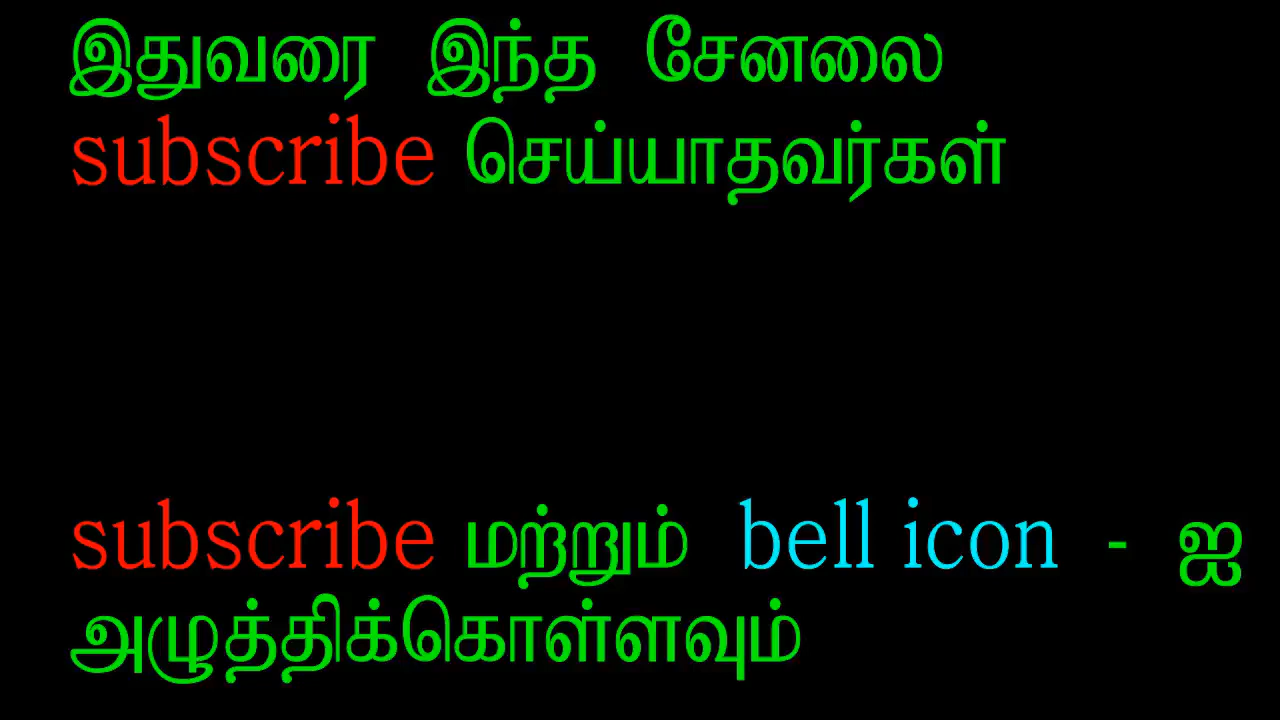 இதுவரை இந்த சேனலை
subscribe செய்யாதவர்கள்
subscribe மற்றும் bell icon - ஐ
அழுத்திக்கொள்ளவும்